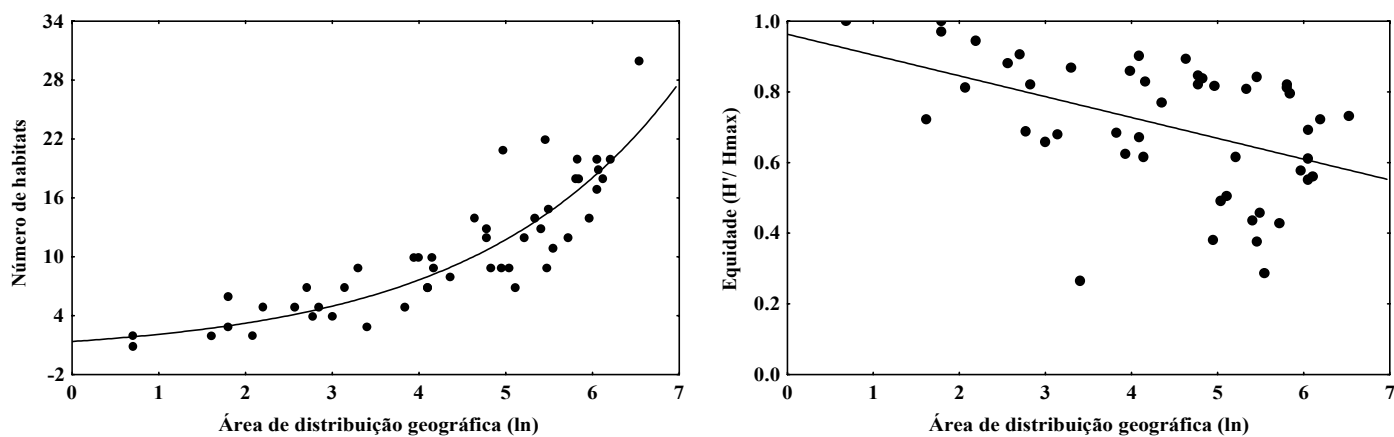 34
28
22
16
10
4
-2
Número de habitats
0 1 2 3 4 5 6 7
Área de distribuição geográfica (ln)
1.0
0.8
0.6
0.4
0.2
0.0
Equidade (H'/ Hmax)
0 1 2 3 4 5 6 7
Área de distribuição geográfica (ln)